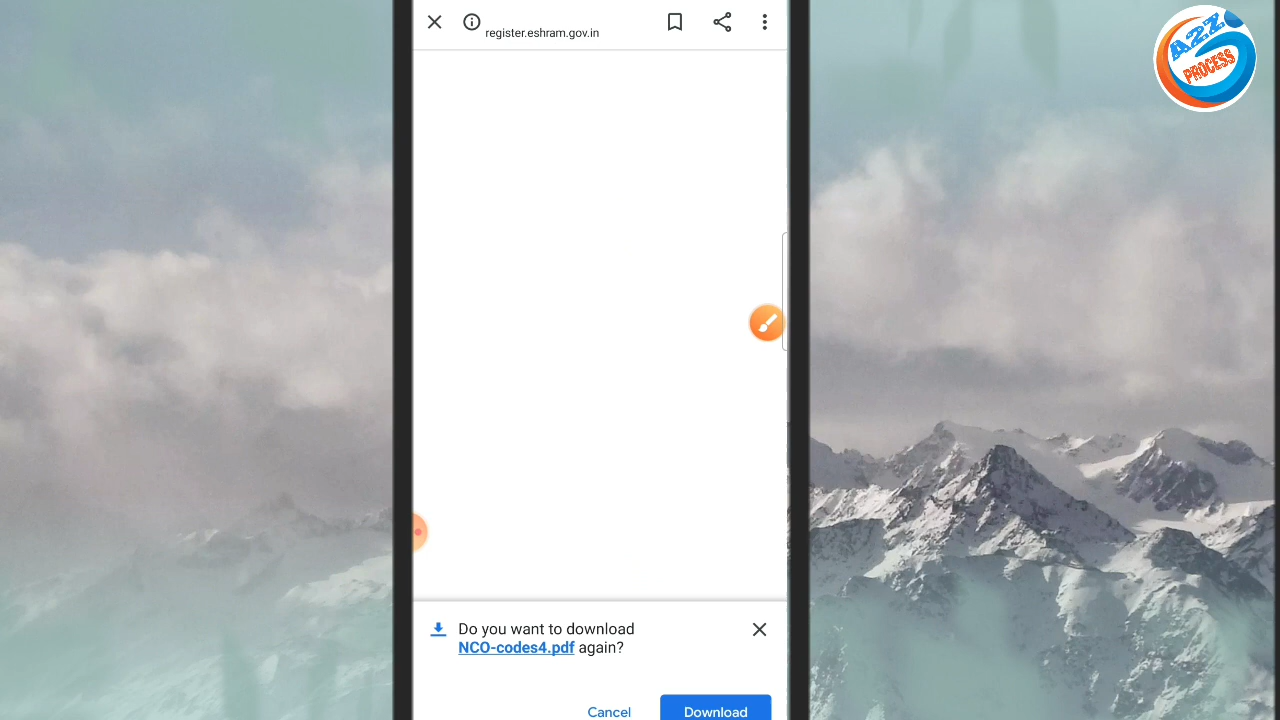 register.eshram.gov.in
A2Z
PROCESS
Do you want to download
NCO-codes4.pdf again?
Cancel
Download